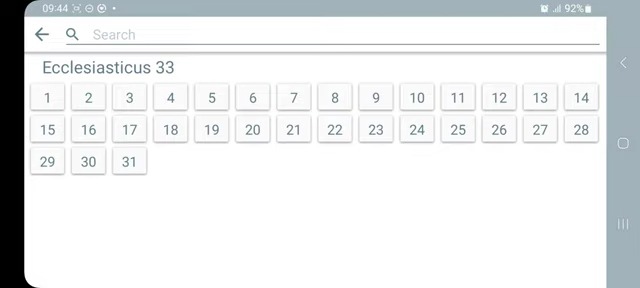 09:44 92%
Search
Ecclesiasticus 33
1 2 3 4 5 6 7 8 9 10 11 12 13 14
15 16 17 18 19 20 21 22 23 24 25 26 27 28
29 30 31